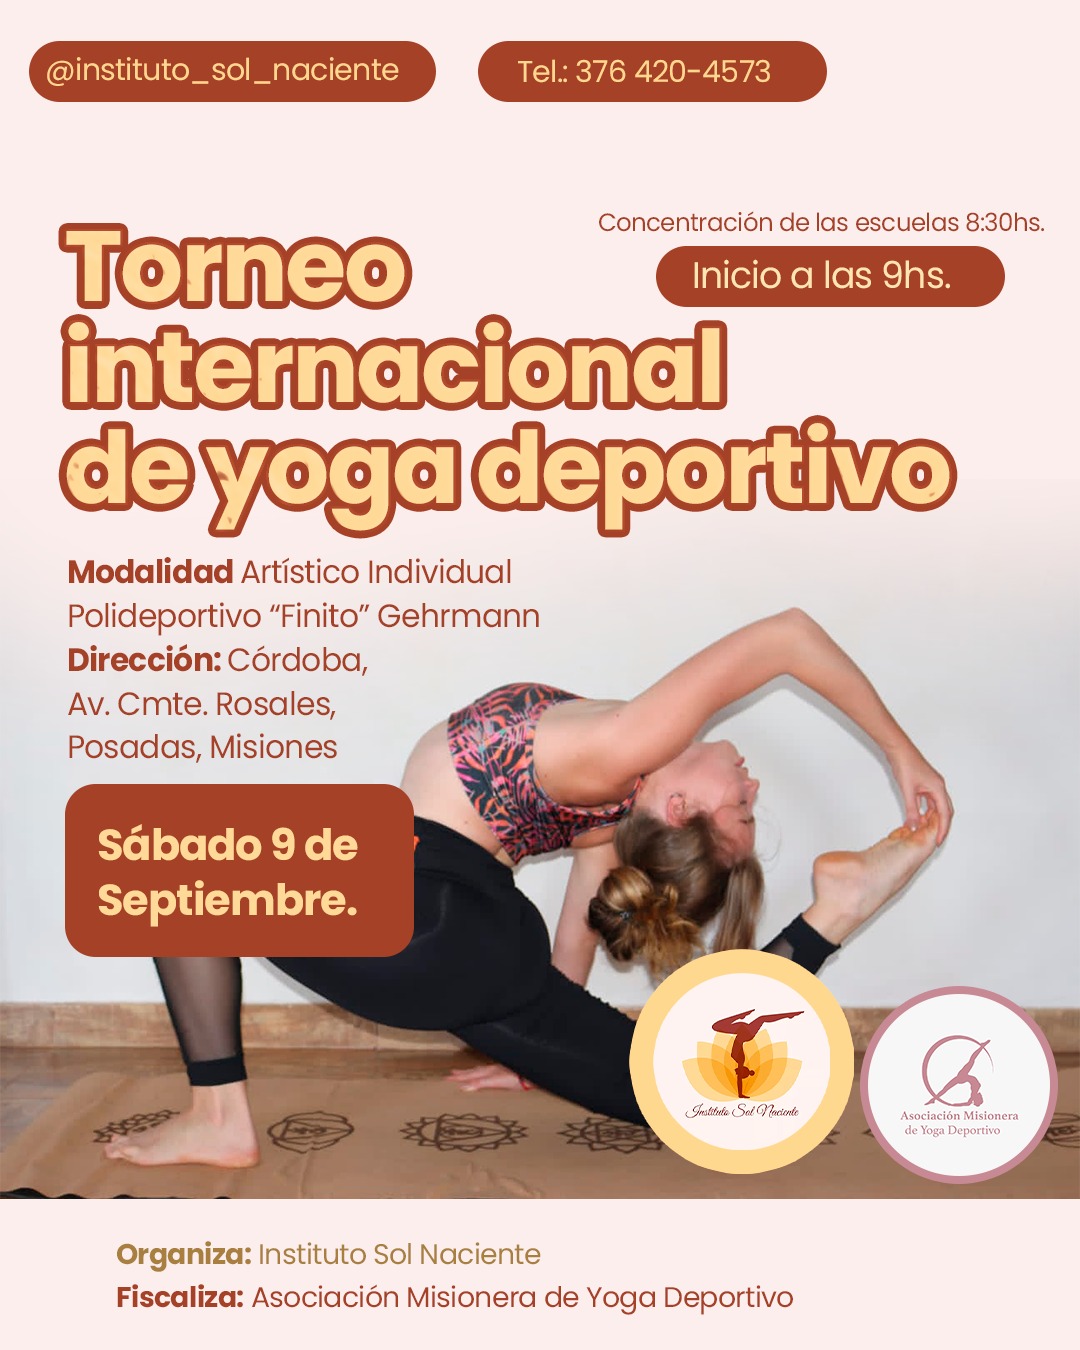 @instituto_sol_naciente
Tel.: 376 420-4573
Concentración de las escuelas 8:30hs.
Inicio a las 9hs.
Torneo
internacional
de yoga deportivo
Modalidad Artístico Individual
Polideportivo “Finito” Gehrmann
Dirección: Córdoba,
Av. Cmte. Rosales,
Posadas, Misiones
Sábado 9 de
Septiembre.
Instituto Sol Naciente
Asociación Misionera
de Yoga Deportivo
Organiza: Instituto Sol Naciente
Fiscaliza: Asociación Misionera de Yoga Deportivo